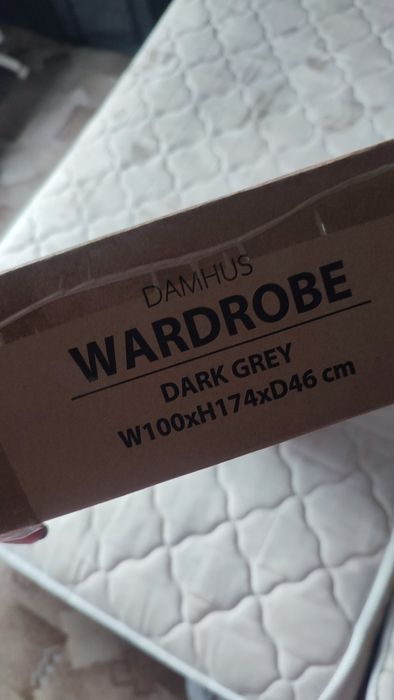 DAMHUS
WARDROBE
DARK GREY
W100xH174xD46 cm